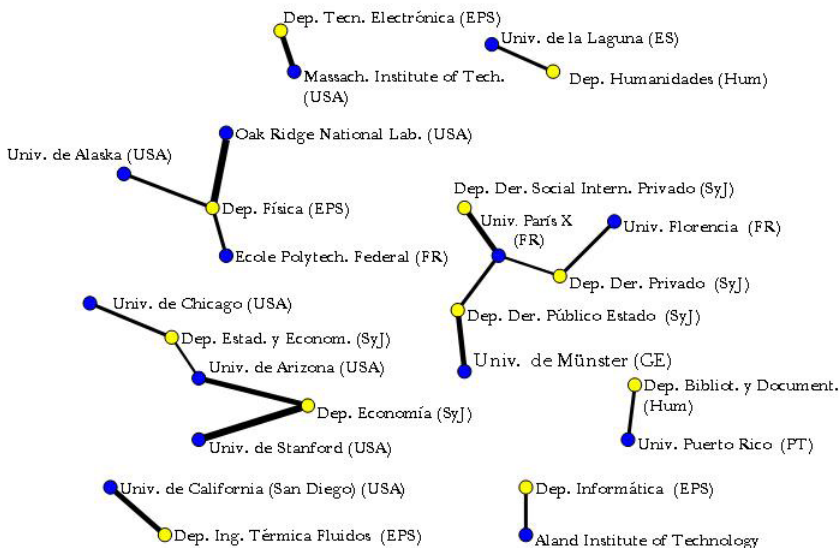 Dep. Tecn. Electrónica (EPS)
Univ. de la Laguna (ES)
Massach. Institute of Tech.
(USA)
Dep. Humanidades (Hum)
Oak Ridge National Lab. (USA)
Univ. de Alaska (USA)
Dep. Física (EPS)
Ecole Polytech. Federal (FR)
Dep. Der. Social Intern. Privado (SyJ)
Univ. París X
(FR)
Univ. Florencia (FR)
Dep. Der. Privado (SyJ)
Dep. Der. Público Estado (SyJ)
Univ. de Münster (GE)
Univ. de Chicago (USA)
Dep. Estad. y Econom. (SyJ)
Univ. de Arizona (USA)
Dep. Economía (SyJ)
Univ. de Stanford (USA)
Dep. Bibliot. y Document.
(Hum)
Univ. Puerto Rico (PT)
Univ. de California (San Diego) (USA)
Dep. Ing. Térmica Fluidos (EPS)
Dep. Informática (EPS)
Aland Institute of Technology